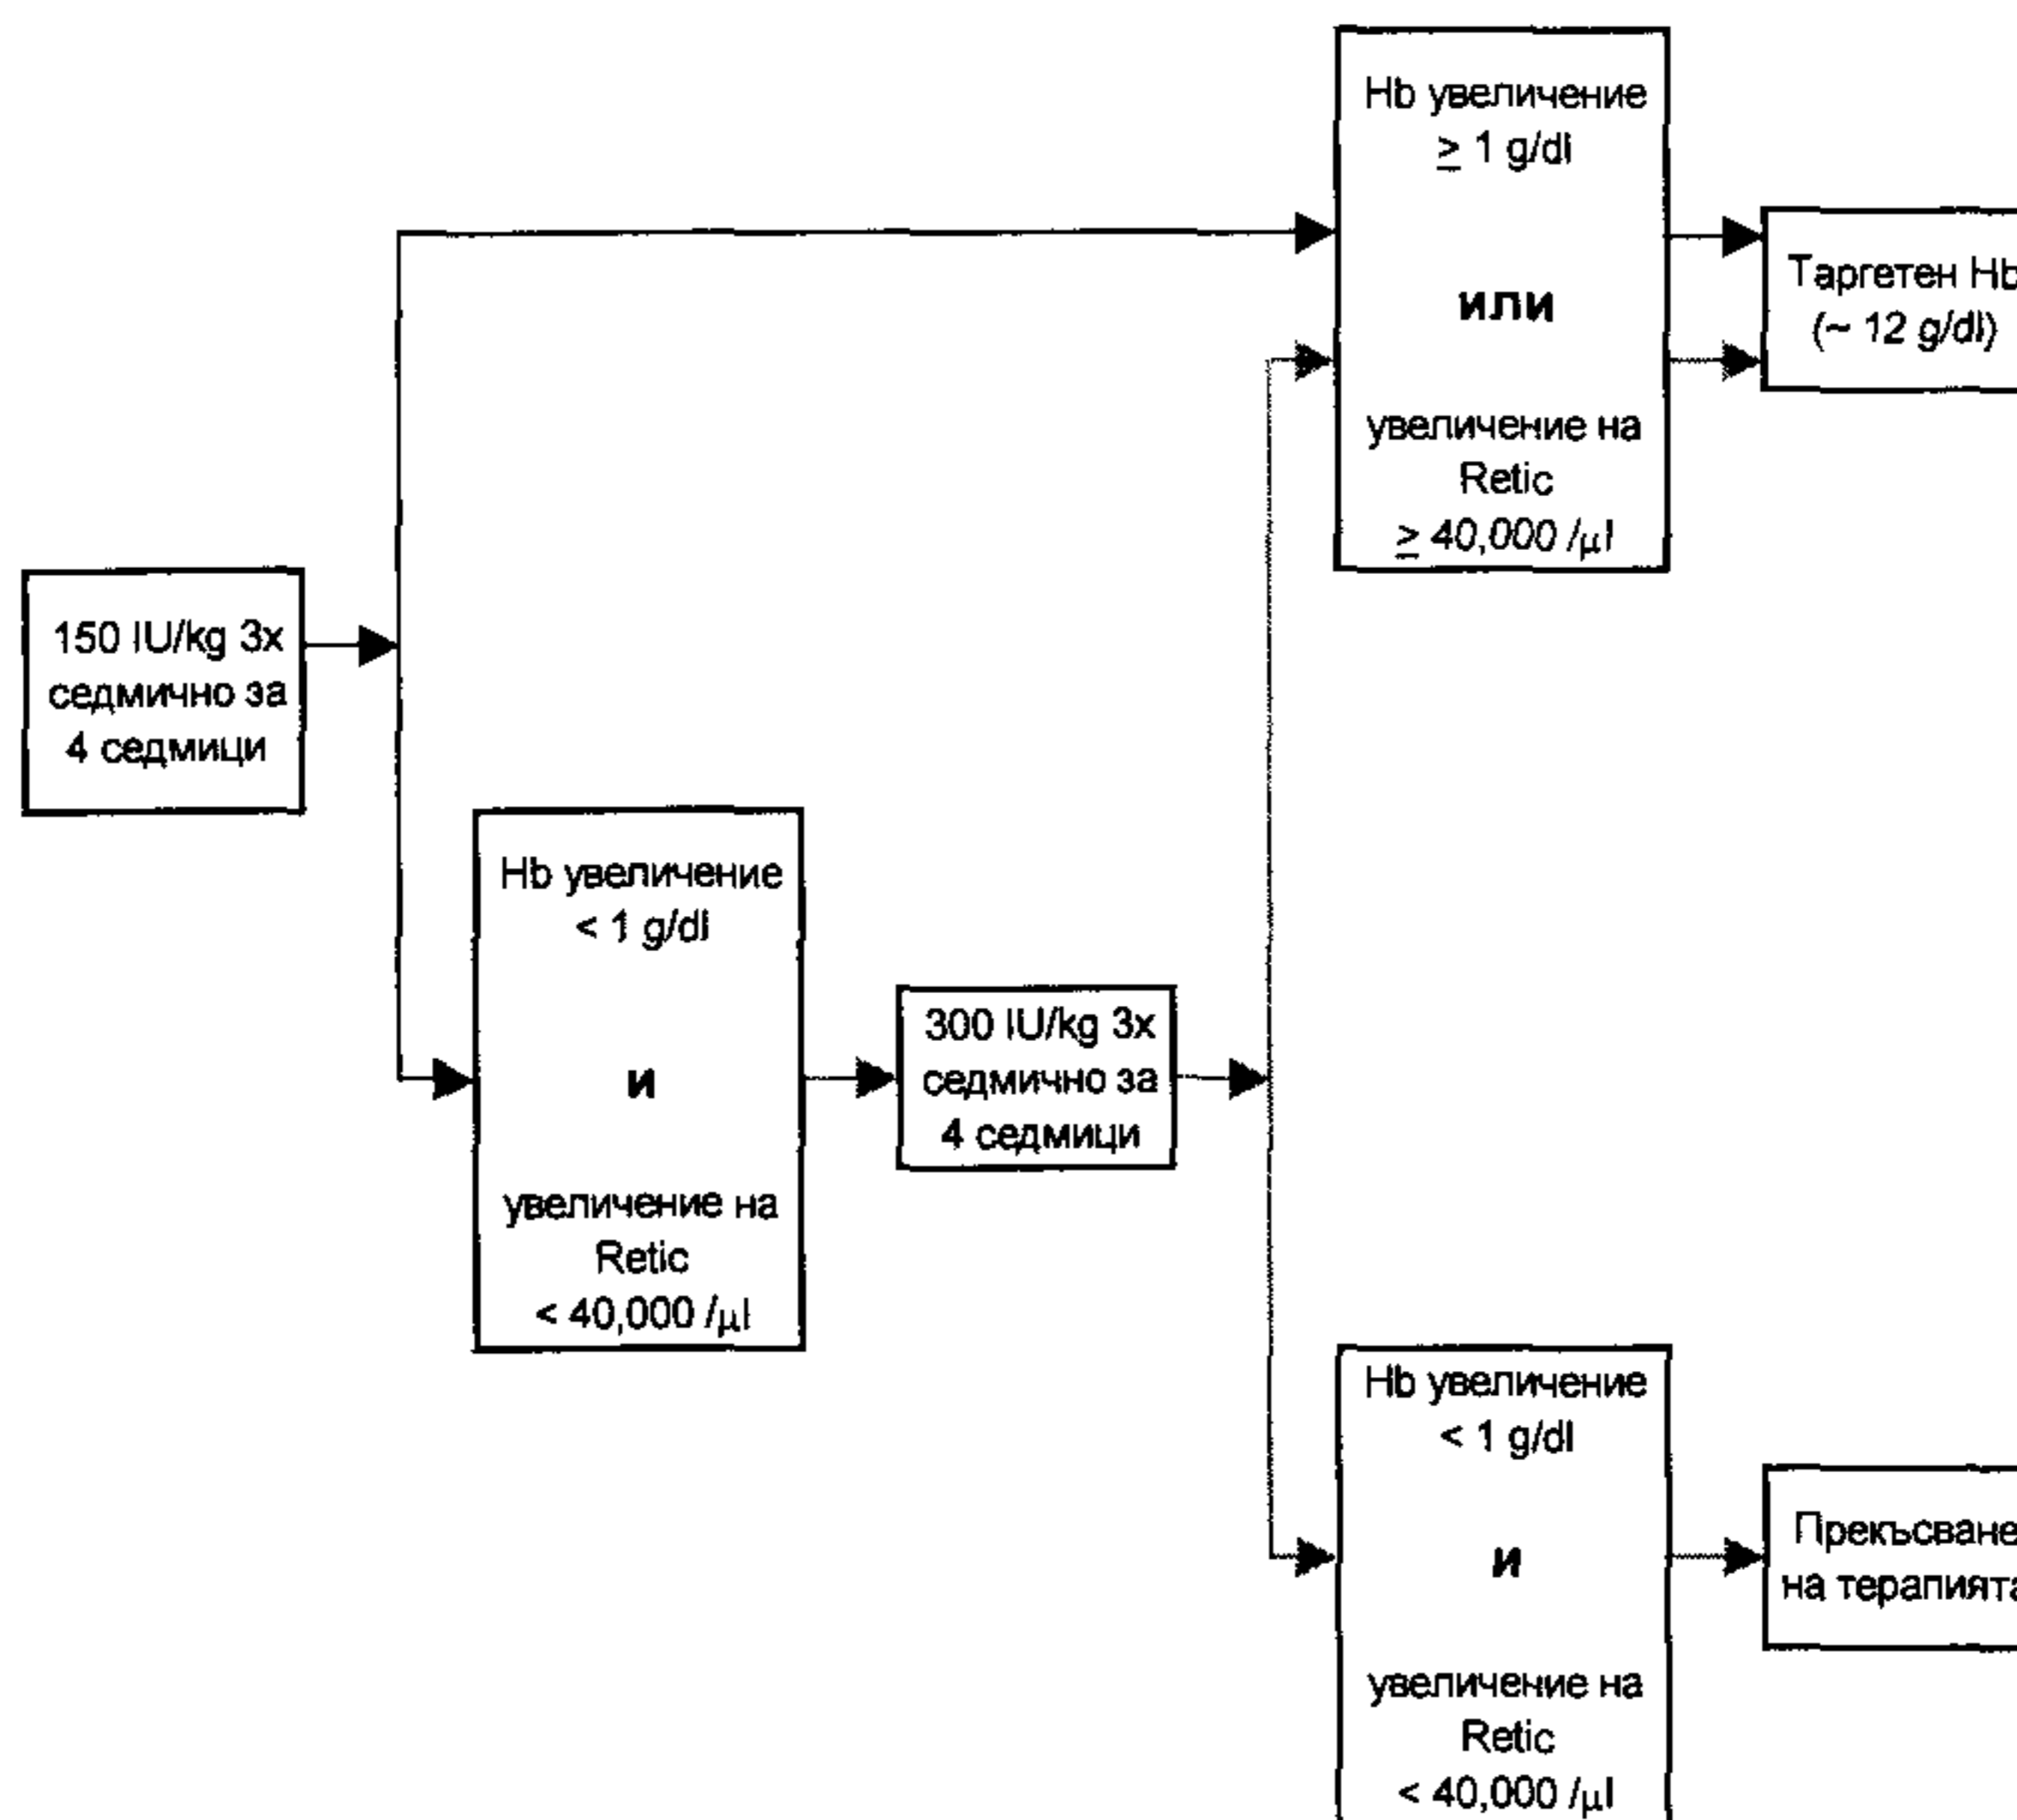 150 IU/kg 3x
седмично за
4 седмици
Hb увеличение
< 1 g/dl
и
увеличение на
Retic
< 40,000 /µl
300 IU/kg 3x
седмично за
4 седмици
Hb увеличение
≥ 1 g/dl
или
увеличение на
Retic
≥ 40,000 /µl
Таргетен Hb
(~ 12 g/dl)
Hb увеличение
< 1 g/dl
и
увеличение на
Retic
< 40,000 /µl
Прекъсване
на терапията